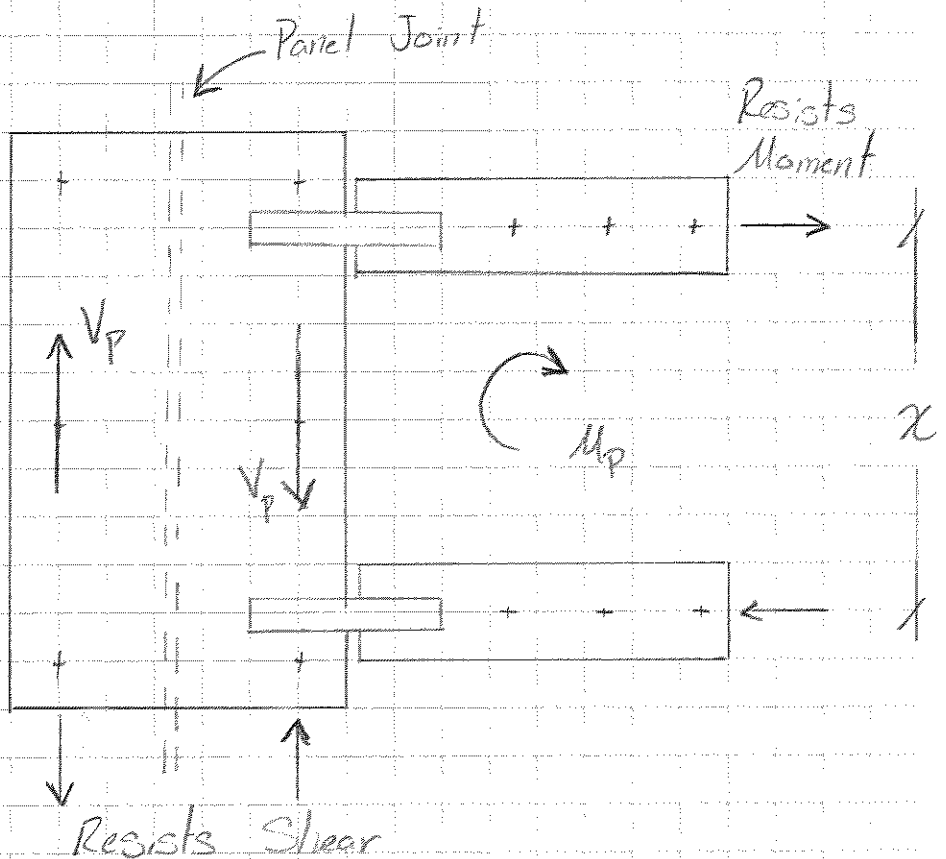 Panel Joint
Resists
Moment
Vp
Vp
Mp
x
Resists Shear